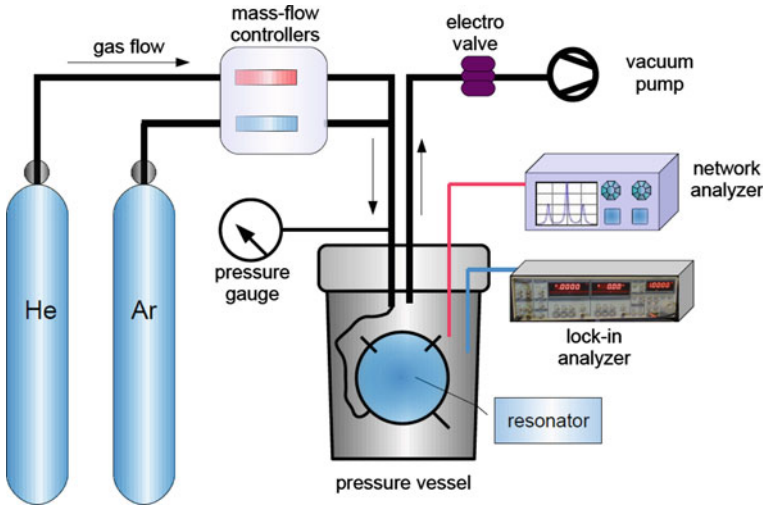 mass-flow
controllers
gas flow
electro
valve
vacuum
pump
network
analyzer
pressure
gauge
He
Ar
lock-in
analyzer
resonator
pressure vessel